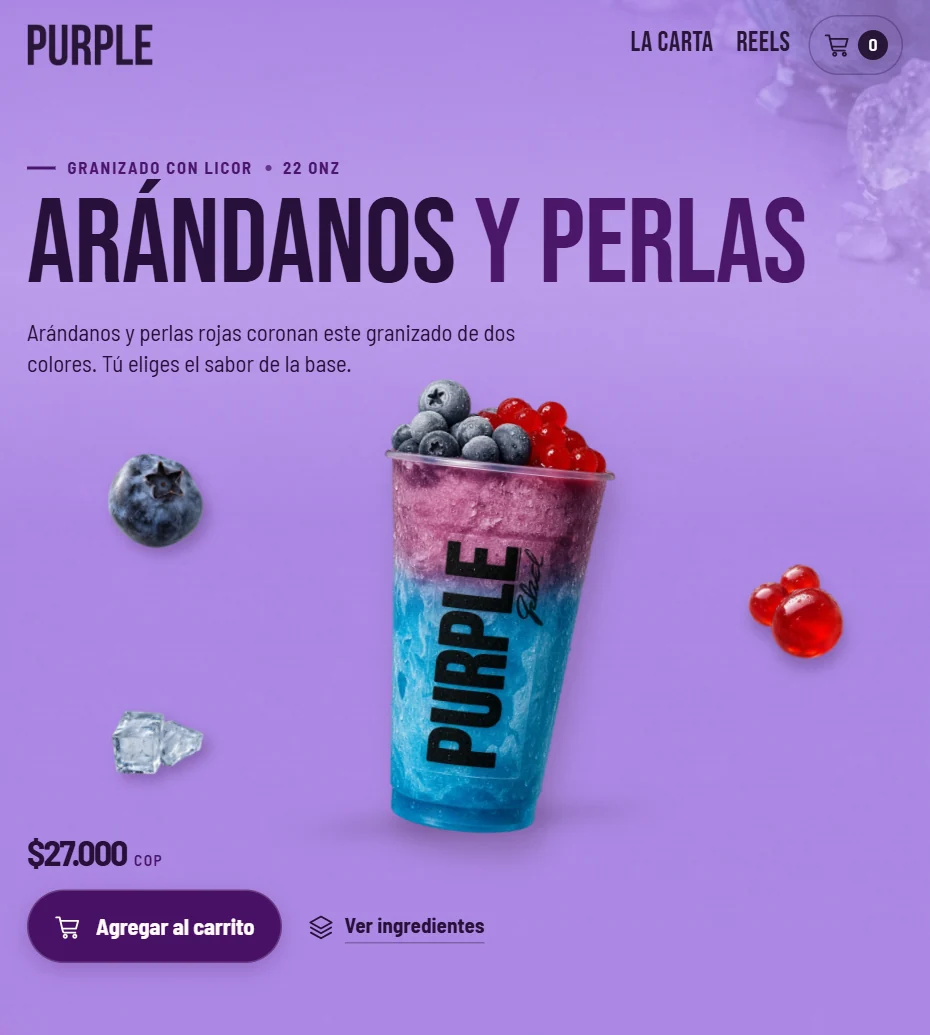 PURPLE
LA CARTA
REELS
0
GRANIZADO CON LICOR • 22 ONZ
ARÁNDANOS Y PERLAS
Arándanos y perlas rojas coronan este granizado de dos
colores. Tú eliges el sabor de la base.
PURPLE
$27.000 COP
Agregar al carrito
Ver ingredientes